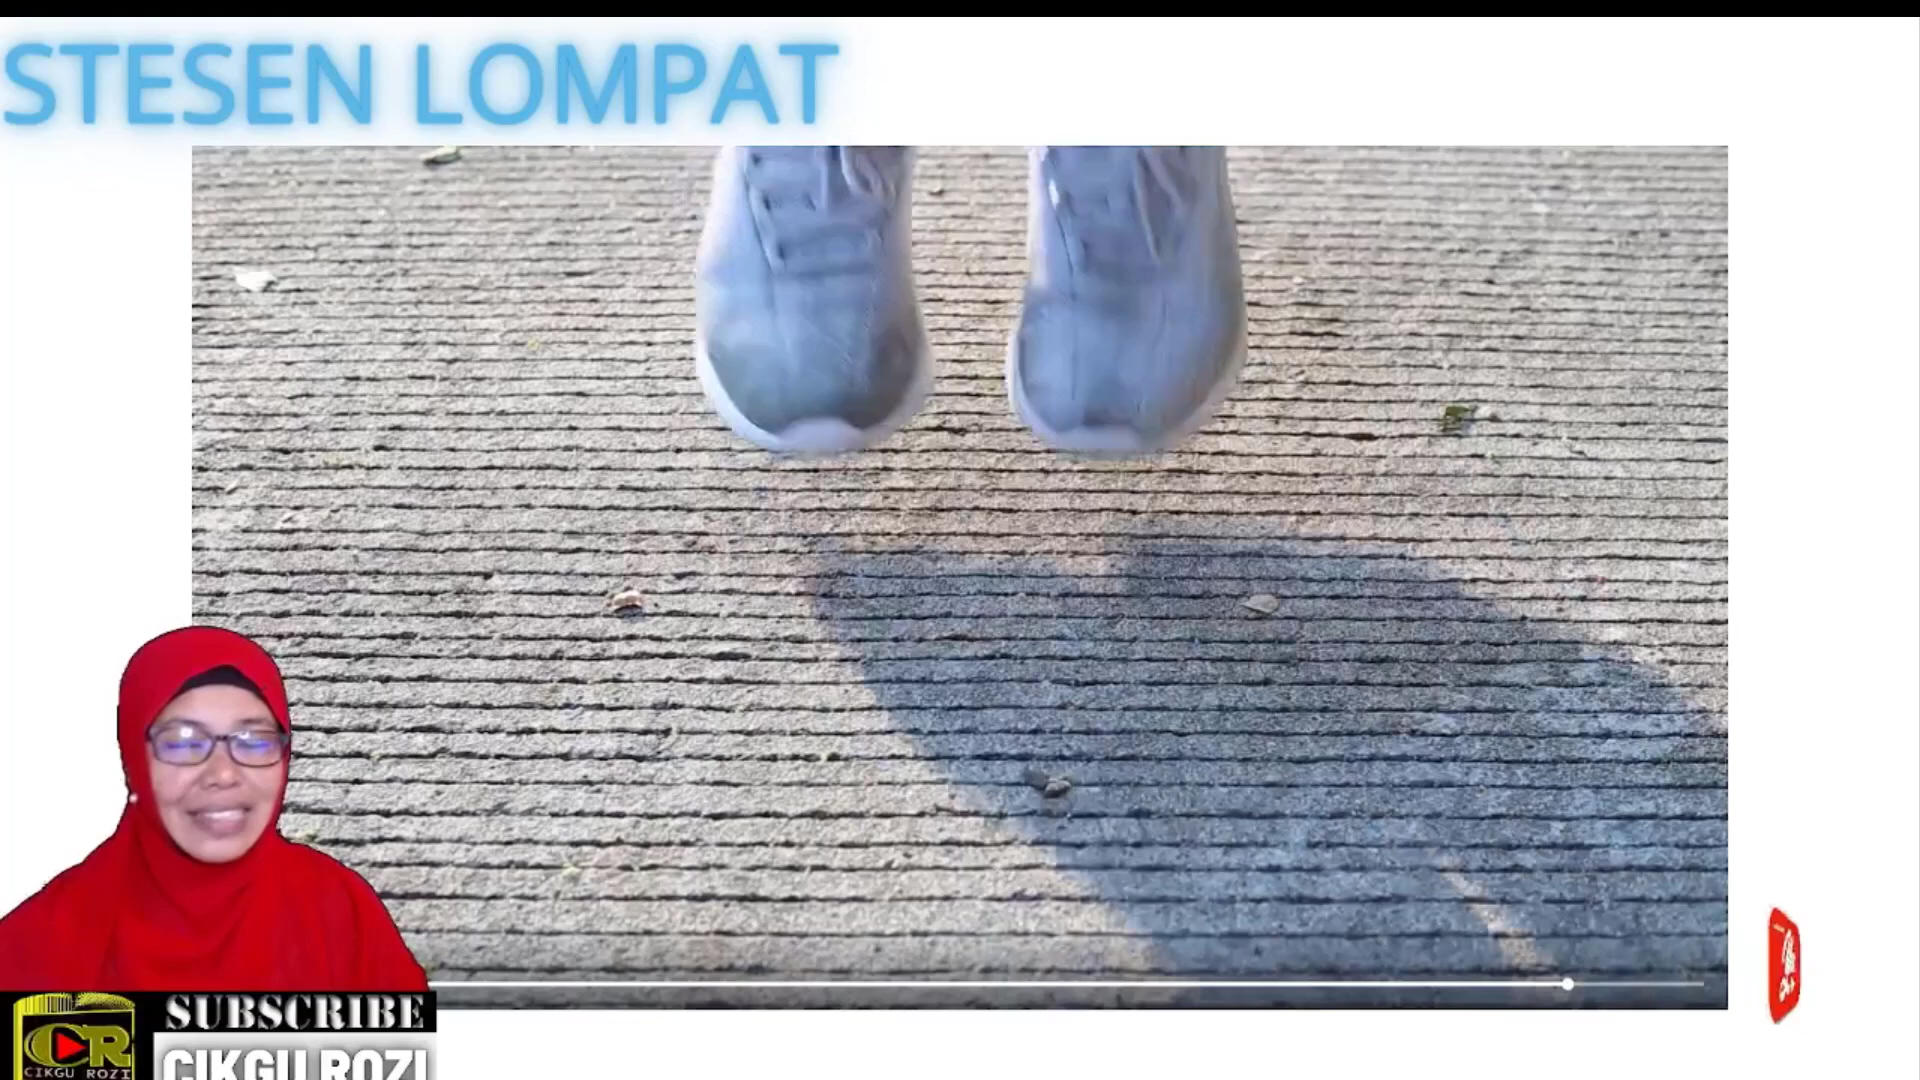 STESEN LOMPAT
SUBSCRIBE
CR
CIKGU ROZI
CIKGU ROZI